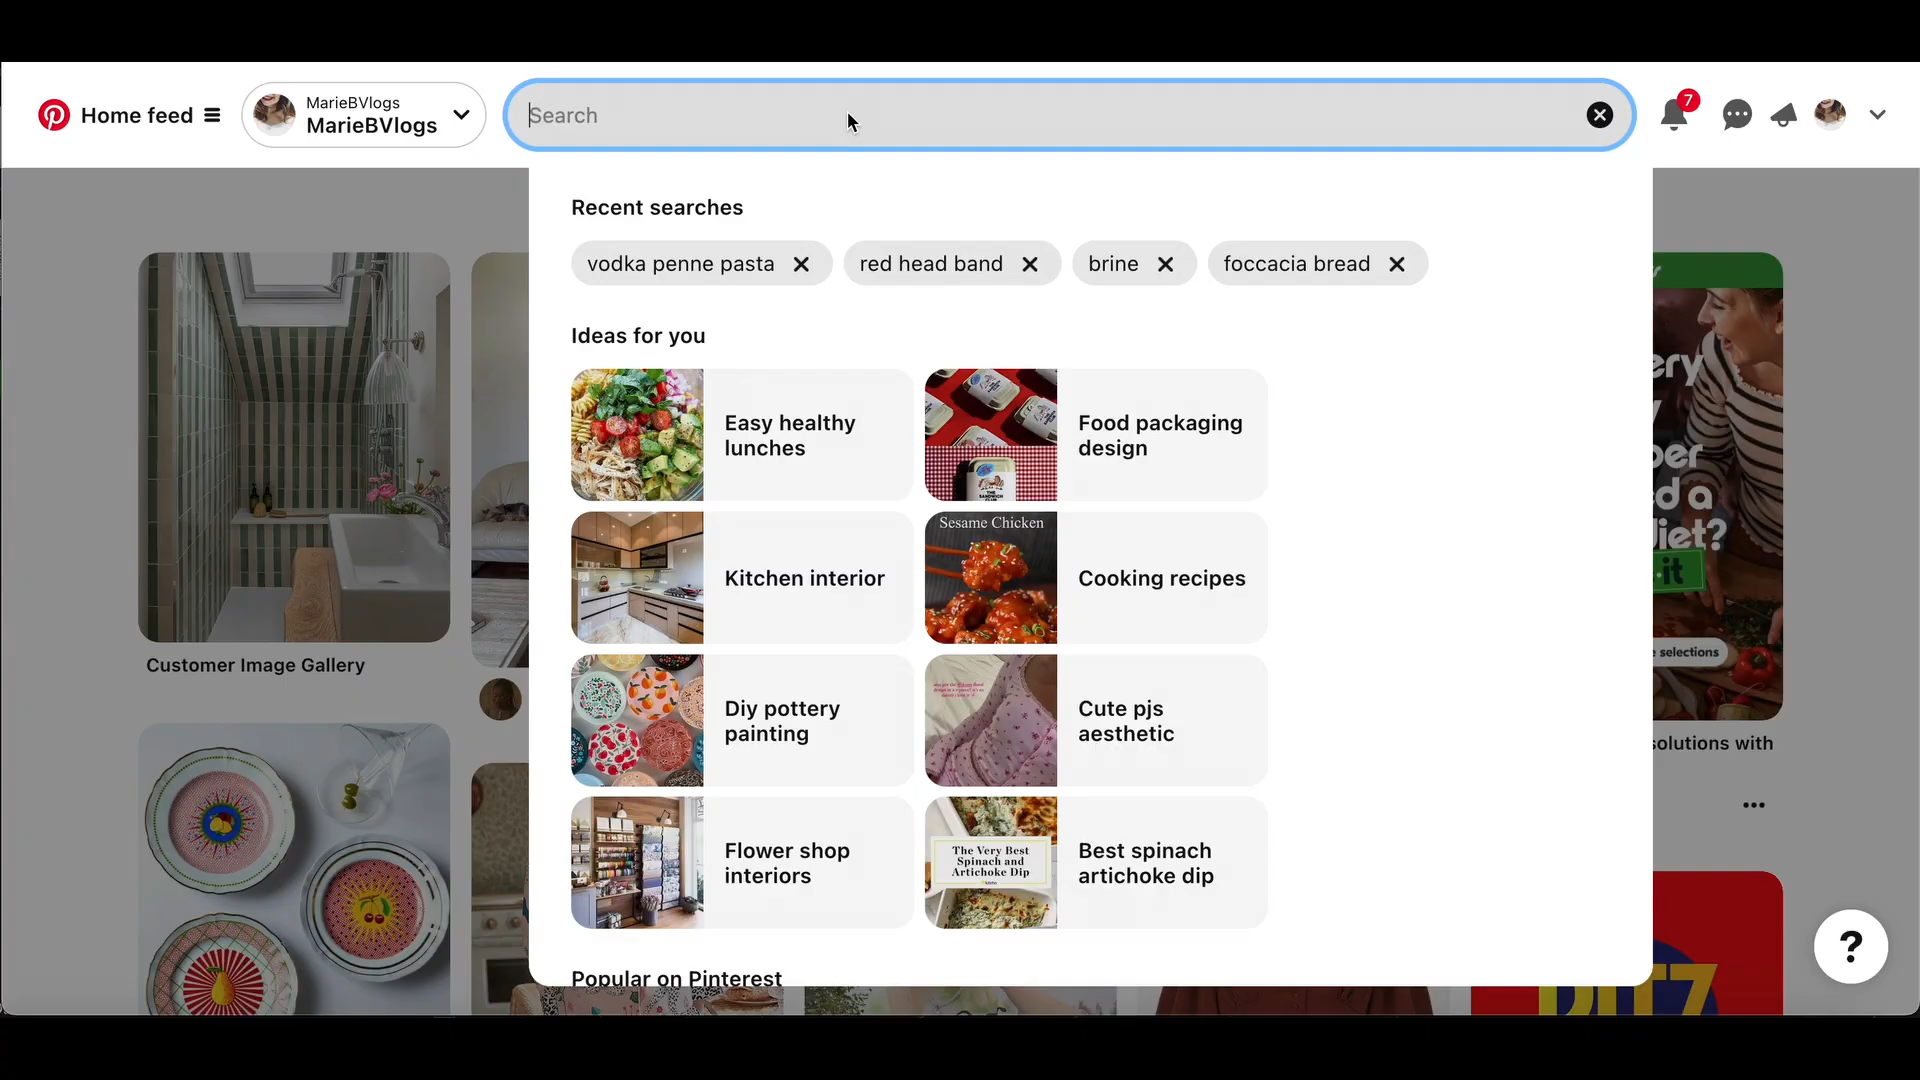 Home feed
MarieBVlogs
MarieBVlogs
Search
7
Recent searches
vodka penne pasta
red head band
brine
foccacia bread
Ideas for you
Easy healthy
lunches
Food packaging
design
Sesame Chicken
Kitchen interior
Cooking recipes
Diy pottery
painting
Cute pjs
aesthetic
Flower shop
interiors
The Very Best
Spinach and
Artichoke Dip
Best spinach
artichoke dip
Popular on Pinterest
Customer Image Gallery
it
selections
solutions with
?